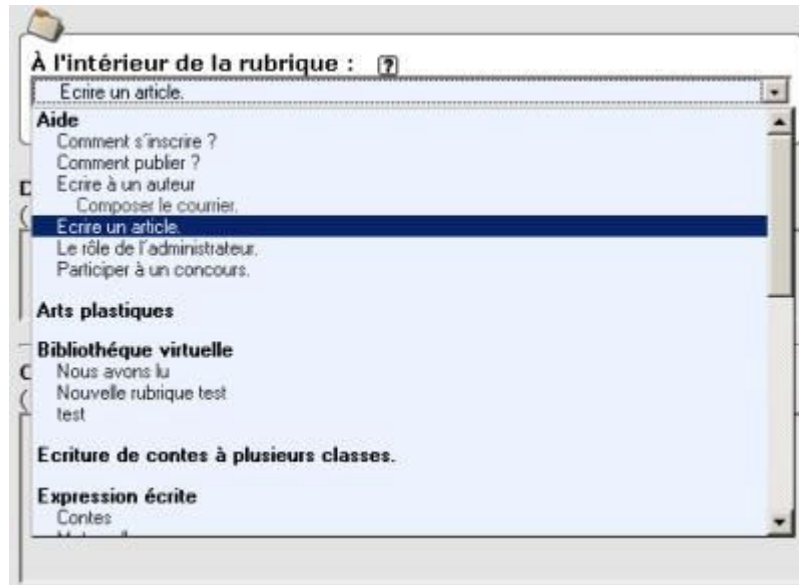 À l'intérieur de la rubrique : ?
Ecrire un article.
Aide
Comment s'inscrire ?
Comment publier ?
Ecrire à un auteur
Composer le courrier.
Ecrire un article.
Le rôle de l'administrateur.
Participer à un concours.
Arts plastiques
Bibliothéque virtuelle
Nous avons lu
Nouvelle rubrique test
test
Ecriture de contes à plusieurs classes.
Expression écrite
Contes